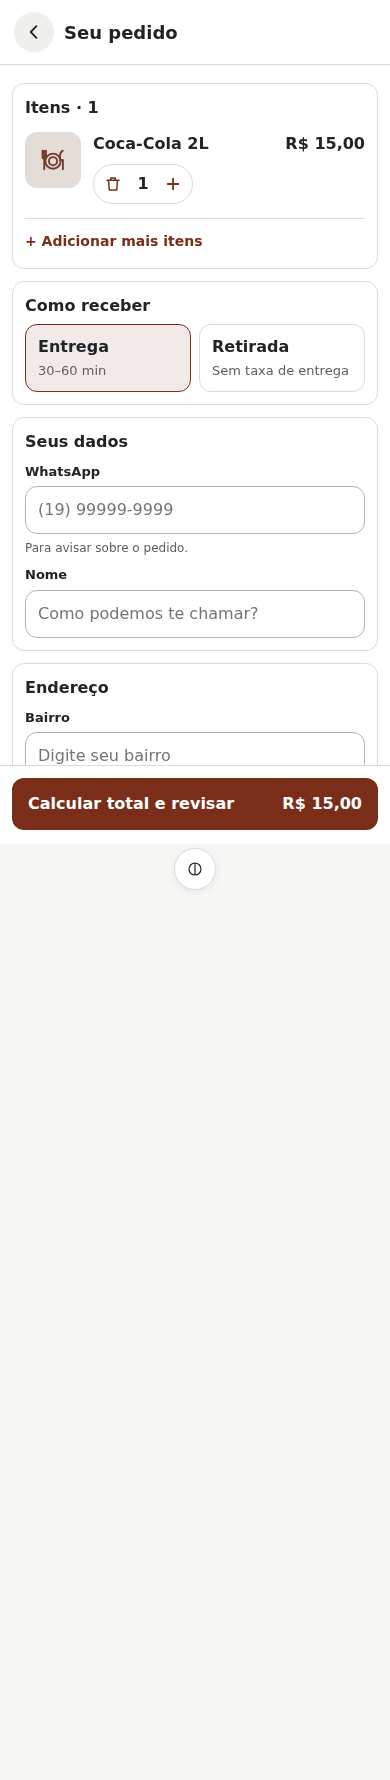 Seu pedido
Itens · 1
Coca-Cola 2L
R$ 15,00
1
+ Adicionar mais itens
Como receber
Entrega
30–60 min
Retirada
Sem taxa de entrega
Seus dados
WhatsApp
(19) 99999-9999
Para avisar sobre o pedido.
Nome
Como podemos te chamar?
Endereço
Bairro
Digite seu bairro
Calcular total e revisar
R$ 15,00